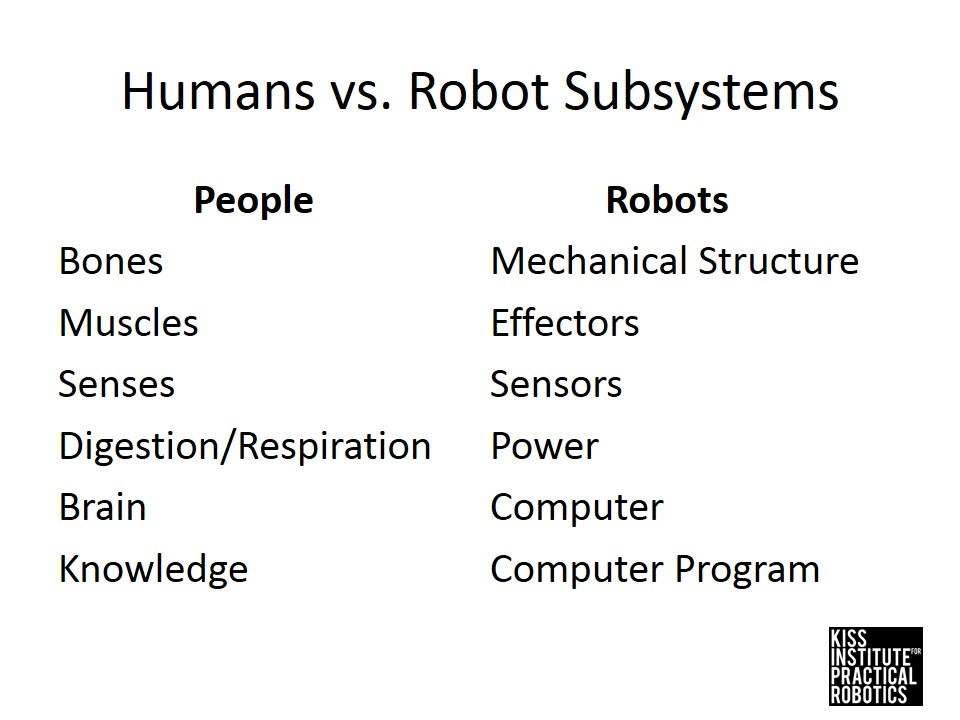 Humans vs. Robot Subsystems
People Robots
Bones Mechanical Structure
Muscles Effectors
Senses Sensors
Digestion/Respiration Power
Brain Computer
Knowledge Computer Program
KISS
INSTITUTE FOR
PRACTICAL
ROBOTICS